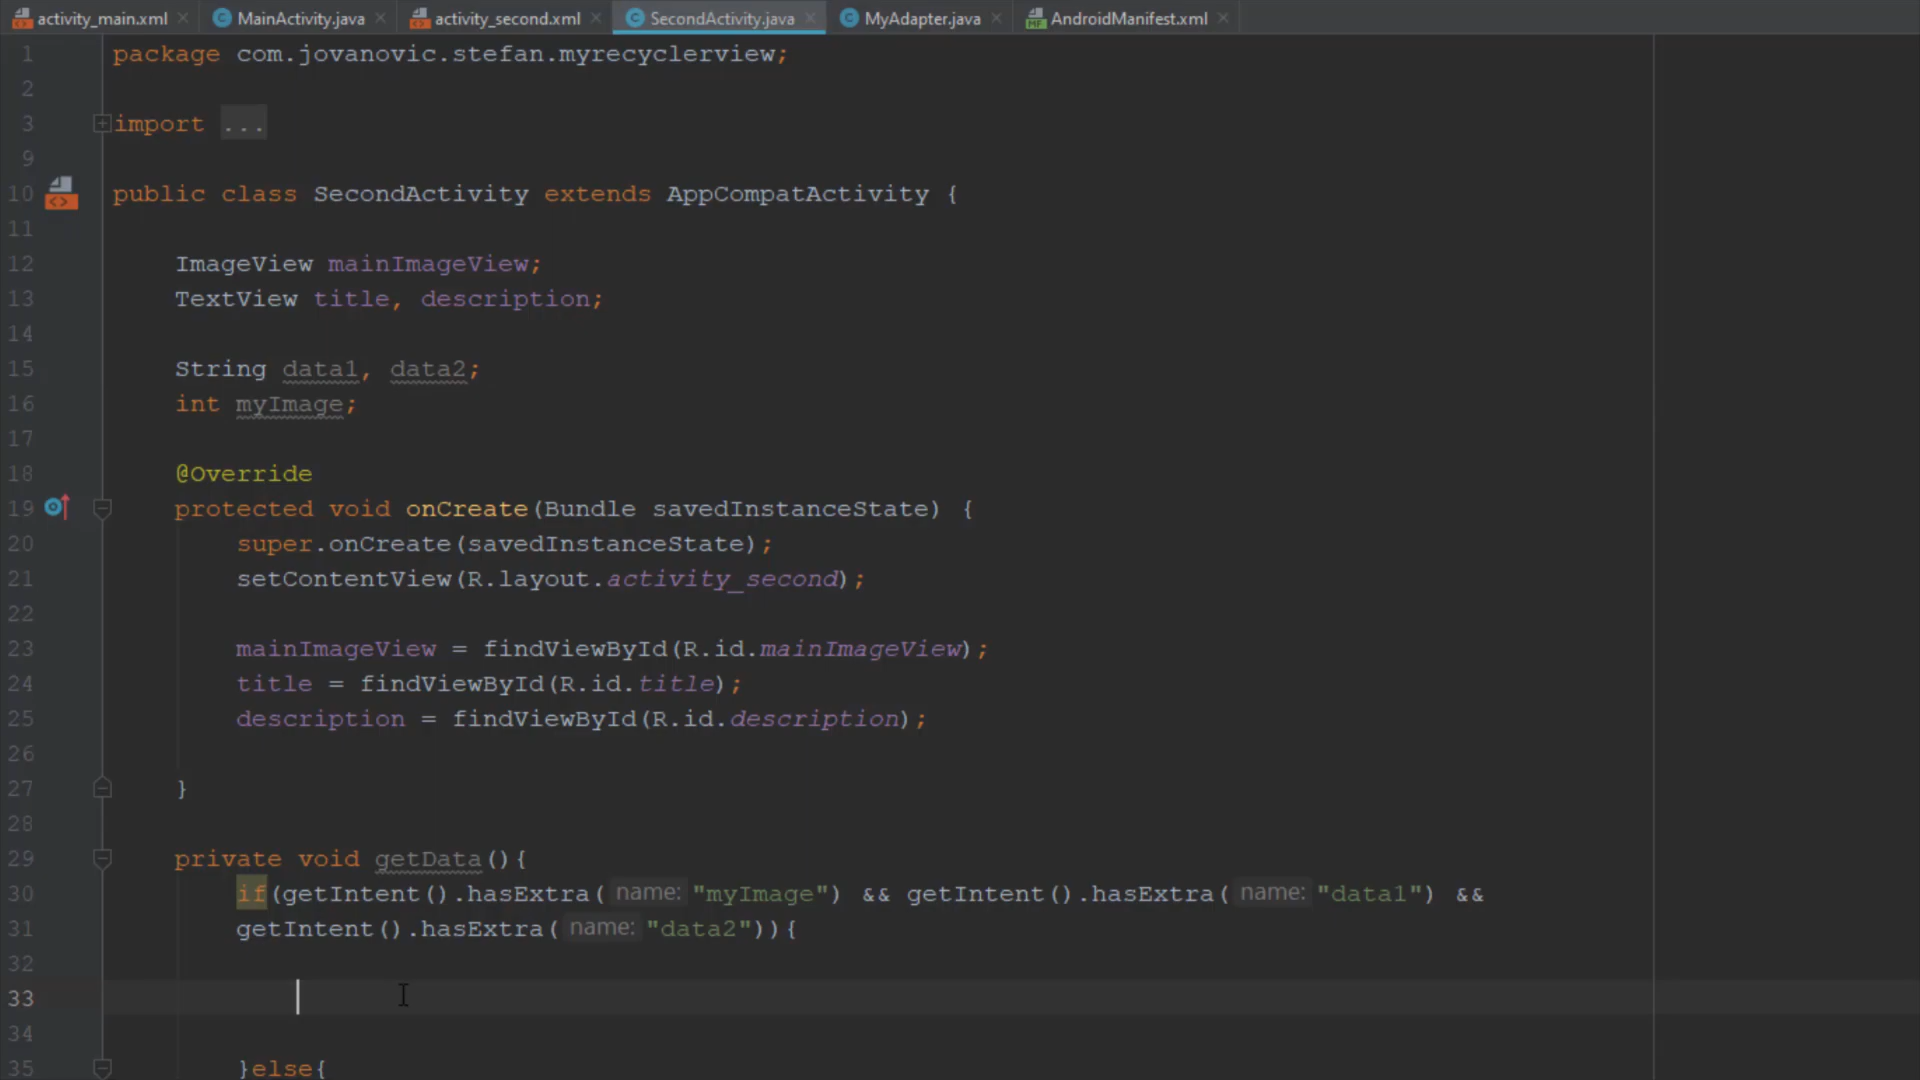 activity_main.xml MainActivity.java activity_second.xml SecondActivity.java MyAdapter.java AndroidManifest.xml
1 package com.jovanovic.stefan.myrecyclerview;
2
3 import ...
9
10 public class SecondActivity extends AppCompatActivity {
11
12 ImageView mainImageView;
13 TextView title, description;
14
15 String data1, data2;
16 int myImage;
17
18 @Override
19 protected void onCreate(Bundle savedInstanceState) {
20 super.onCreate(savedInstanceState);
21 setContentView(R.layout.activity_second);
22
23 mainImageView = findViewById(R.id.mainImageView);
24 title = findViewById(R.id.title);
25 description = findViewById(R.id.description);
26
27 }
28
29 private void getData(){
30 if(getIntent().hasExtra( name: "myImage") && getIntent().hasExtra( name: "data1") &&
31 getIntent().hasExtra( name: "data2")){
32
33
34
35 }else{